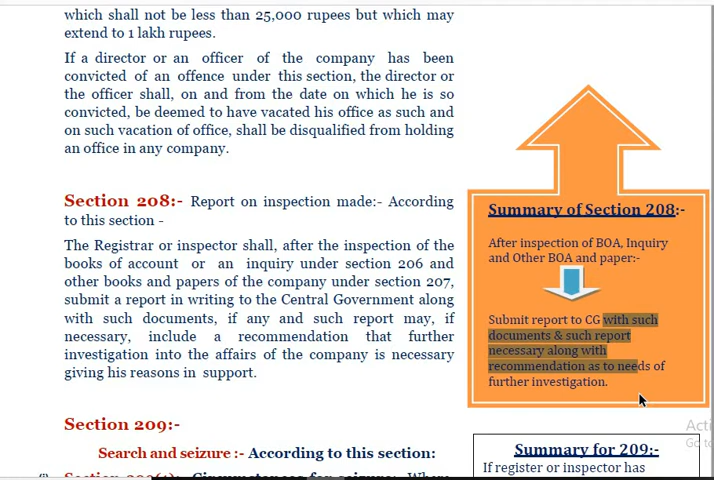 which shall not be less than 25,000 rupees but which may
extend to 1 lakh rupees.
If a director or an officer of the company has been
convicted of an offence under this section, the director or
the officer shall, on and from the date on which he is so
convicted, be deemed to have vacated his office as such and
on such vacation of office, shall be disqualified from holding
an office in any company.
Section 208:- Report on inspection made:- According
to this section -
The Registrar or inspector shall, after the inspection of the
books of account or an inquiry under section 206 and
other books and papers of the company under section 207,
submit a report in writing to the Central Government along
with such documents, if any and such report may, if
necessary, include a recommendation that further
investigation into the affairs of the company is necessary
giving his reasons in support.
Section 209:-
Search and seizure :- According to this section:
Summary of Section 208:-
After inspection of BOA, Inquiry
and Other BOA and paper:-
Submit report to CG with such
documents & such report
necessary along with
recommendation as to needs of
further investigation.
Summary for 209:-
If register or inspector has